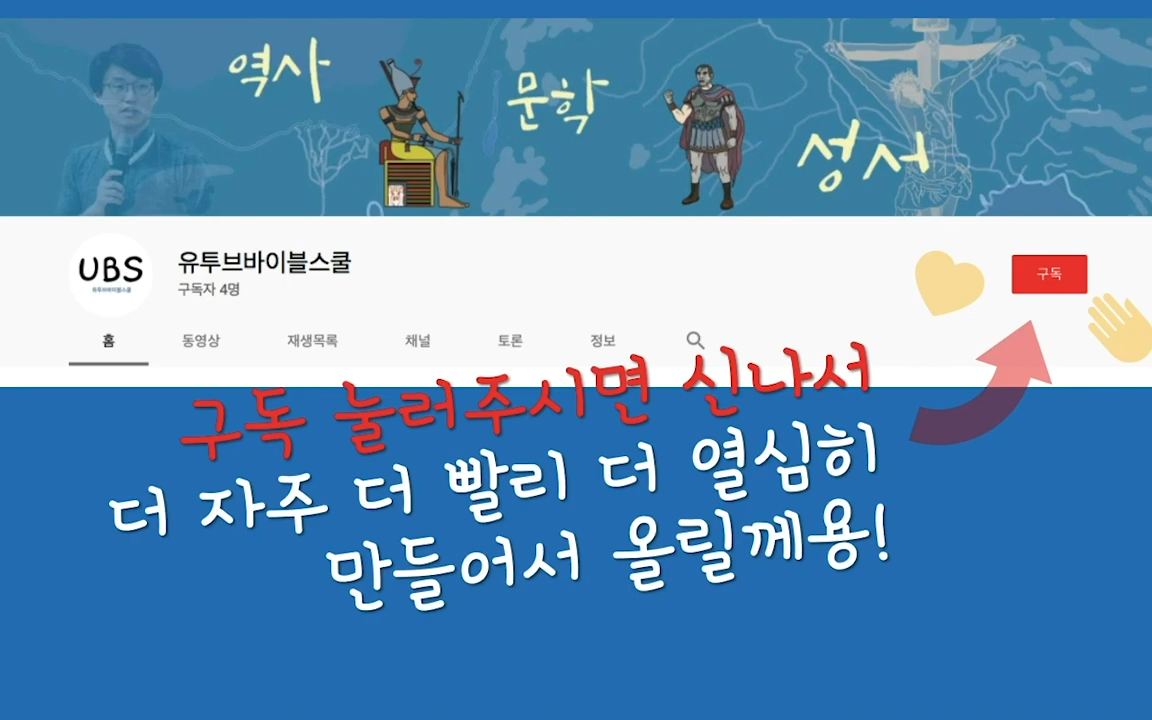 역사
문학
성서
UBS
유투브바이블스쿨
유투브바이블스쿨
구독자 4명
구독
홈 동영상 재생목록 채널 토론 정보
구독 눌러주시면 신나서
더 자주 더 빨리 더 열심히
만들어서 올릴께용!